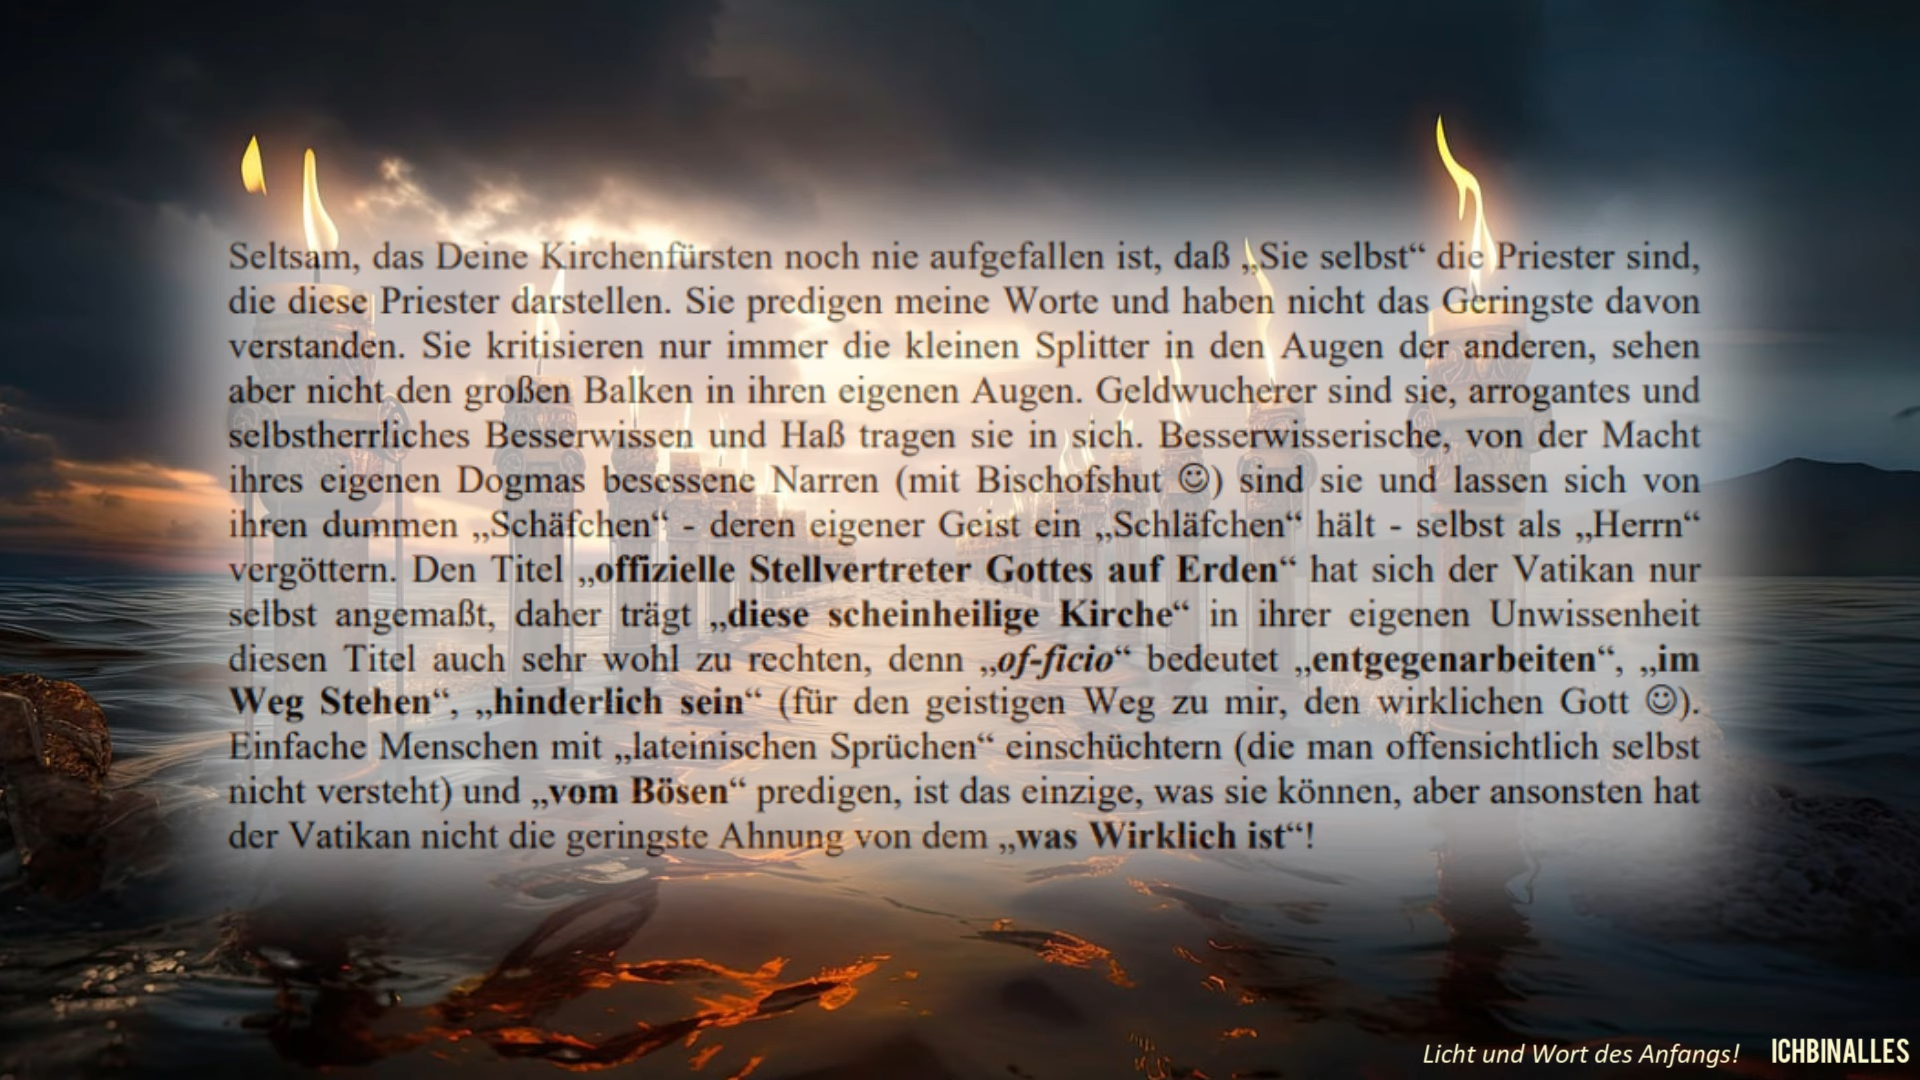 Seltsam, das Deine Kirchenfürsten noch nie aufgefallen ist, daß „Sie selbst“ die Priester sind,
die diese Priester darstellen. Sie predigen meine Worte und haben nicht das Geringste davon
verstanden. Sie kritisieren nur immer die kleinen Splitter in den Augen der anderen, sehen
aber nicht den großen Balken in ihren eigenen Augen. Geldwucherer sind sie, arrogantes und
selbstherrliches Besserwissen und Haß tragen sie in sich. Besserwisserische, von der Macht
ihres eigenen Dogmas besessene Narren (mit Bischofshut ☺) sind sie und lassen sich von
ihren dummen „Schäfchen“ - deren eigener Geist ein „Schläfchen“ hält - selbst als „Herrn“
vergöttern. Den Titel „offizielle Stellvertreter Gottes auf Erden“ hat sich der Vatikan nur
selbst angemaßt, daher trägt „diese scheinheilige Kirche“ in ihrer eigenen Unwissenheit
diesen Titel auch sehr wohl zu rechten, denn „of-ficio“ bedeutet „entgegenarbeiten“, „im
Weg Stehen“, „hinderlich sein“ (für den geistigen Weg zu mir, den wirklichen Gott ☺).
Einfache Menschen mit „lateinischen Sprüchen“ einschüchtern (die man offensichtlich selbst
nicht versteht) und „vom Bösen“ predigen, ist das einzige, was sie können, aber ansonsten hat
der Vatikan nicht die geringste Ahnung von dem „was Wirklich ist“!
Licht und Wort des Anfangs! ICHBINALLES